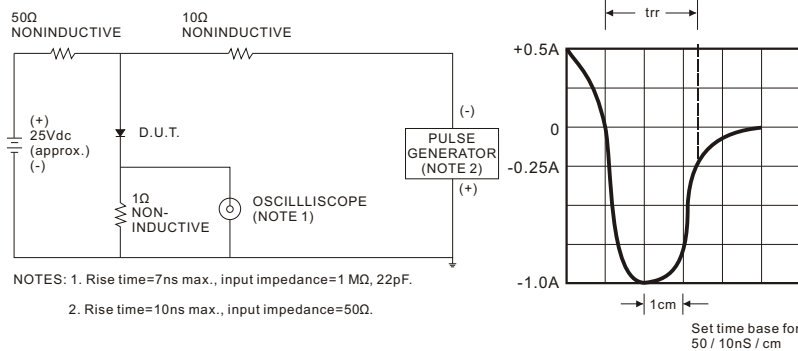 50Ω
NONINDUCTIVE
10Ω
NONINDUCTIVE
(+)
25Vdc
(approx.)
(-)
D.U.T.
1Ω
NON-
INDUCTIVE
OSCILLLISCOPE
(NOTE 1)
(-)
PULSE
GENERATOR
(NOTE 2)
(+)
NOTES: 1. Rise time=7ns max., input impedance=1 MΩ, 22pF.
2. Rise time=10ns max., input impedance=50Ω.
trr
+0.5A
0
-0.25A
-1.0A
1cm
Set time base for
50 / 10nS / cm